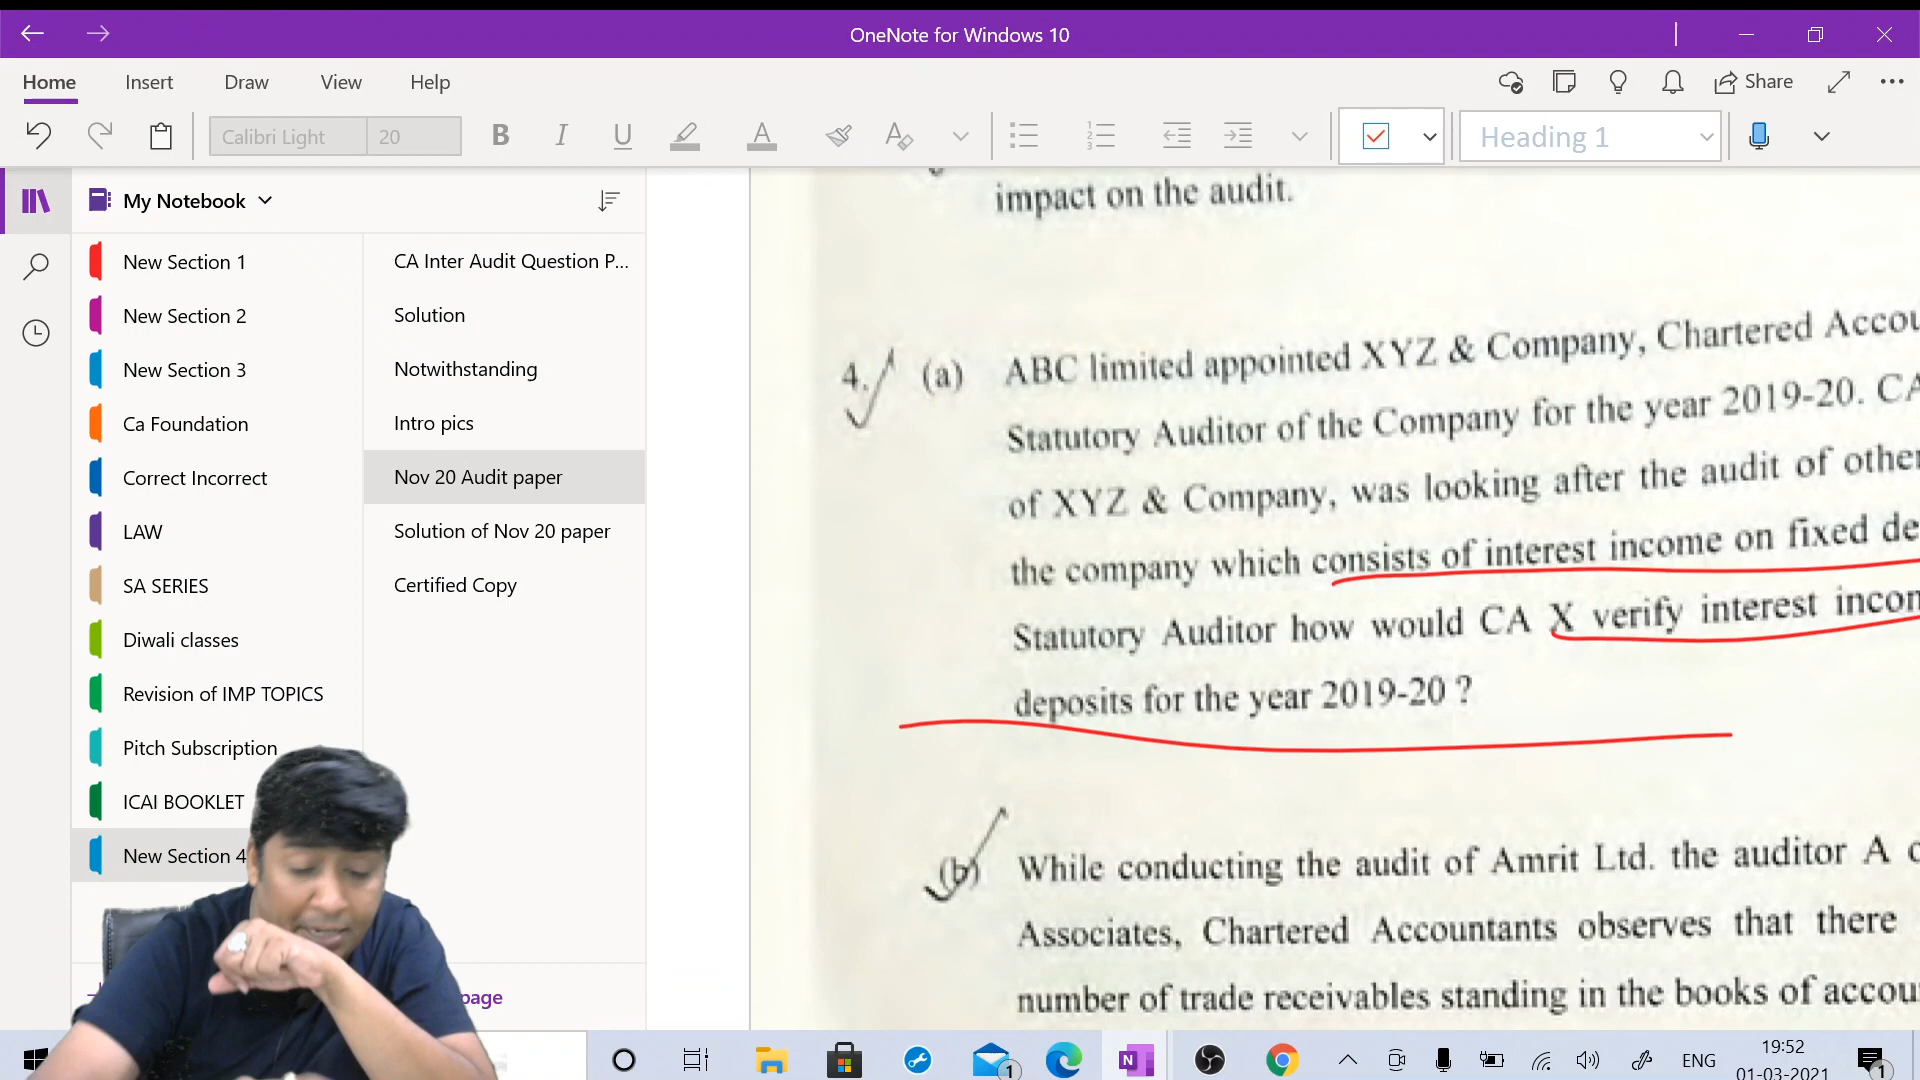 OneNote for Windows 10
Home Insert Draw View Help Share
Calibri Light 20 B I U A Heading 1
My Notebook
New Section 1
New Section 2
New Section 3
Ca Foundation
Correct Incorrect
LAW
SA SERIES
Diwali classes
Revision of IMP TOPICS
Pitch Subscription
ICAI BOOKLET
New Section 4
CA Inter Audit Question P...
Solution
Notwithstanding
Intro pics
Nov 20 Audit paper
Solution of Nov 20 paper
Certified Copy
page
impact on the audit.
4. (a) ABC limited appointed XYZ & Company, Chartered Accou
Statutory Auditor of the Company for the year 2019-20. CA
of XYZ & Company, was looking after the audit of other
the company which consists of interest income on fixed de
Statutory Auditor how would CA X verify interest incom
deposits for the year 2019-20 ?
(b) While conducting the audit of Amrit Ltd. the auditor A
Associates, Chartered Accountants observes that there
number of trade receivables standing in the books of accou
1 N ENG 19:52
01-03-2021 1